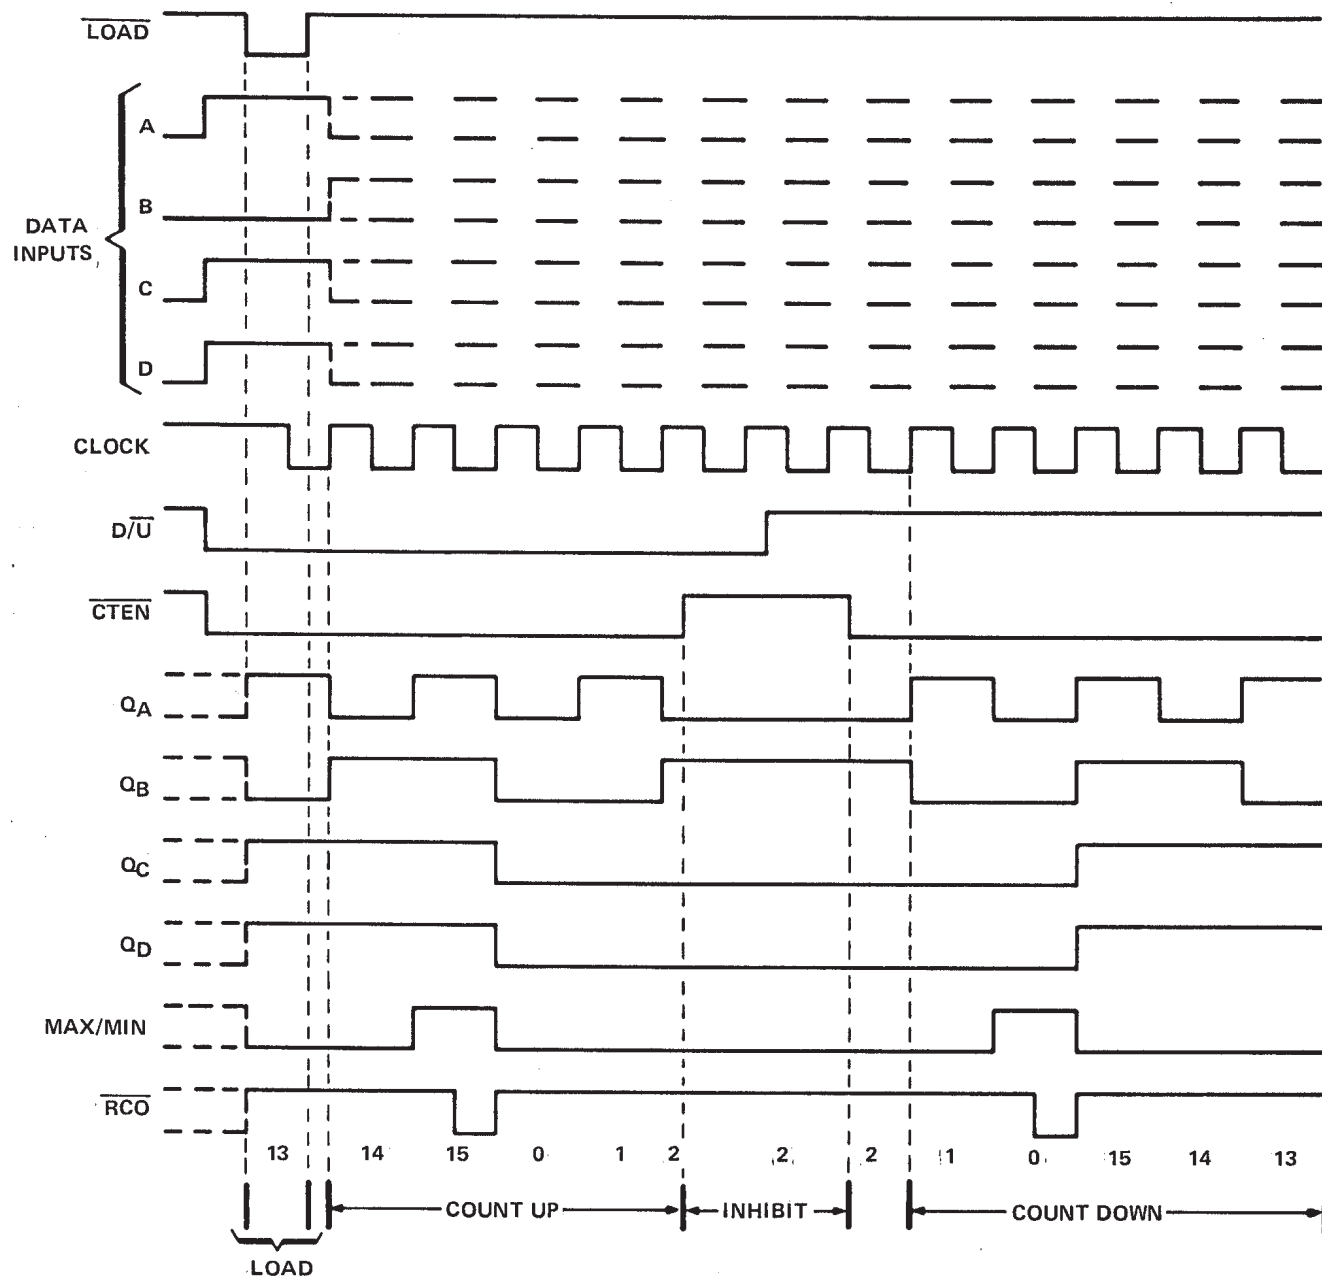 LOAD
A
B
DATA
INPUTS
C
D
CLOCK
D/U
CTEN
QA
QB
QC
QD
MAX/MIN
RCO
13 14 15 0 1 2 2 2 1 0 15 14 13
COUNT UP INHIBIT COUNT DOWN
LOAD